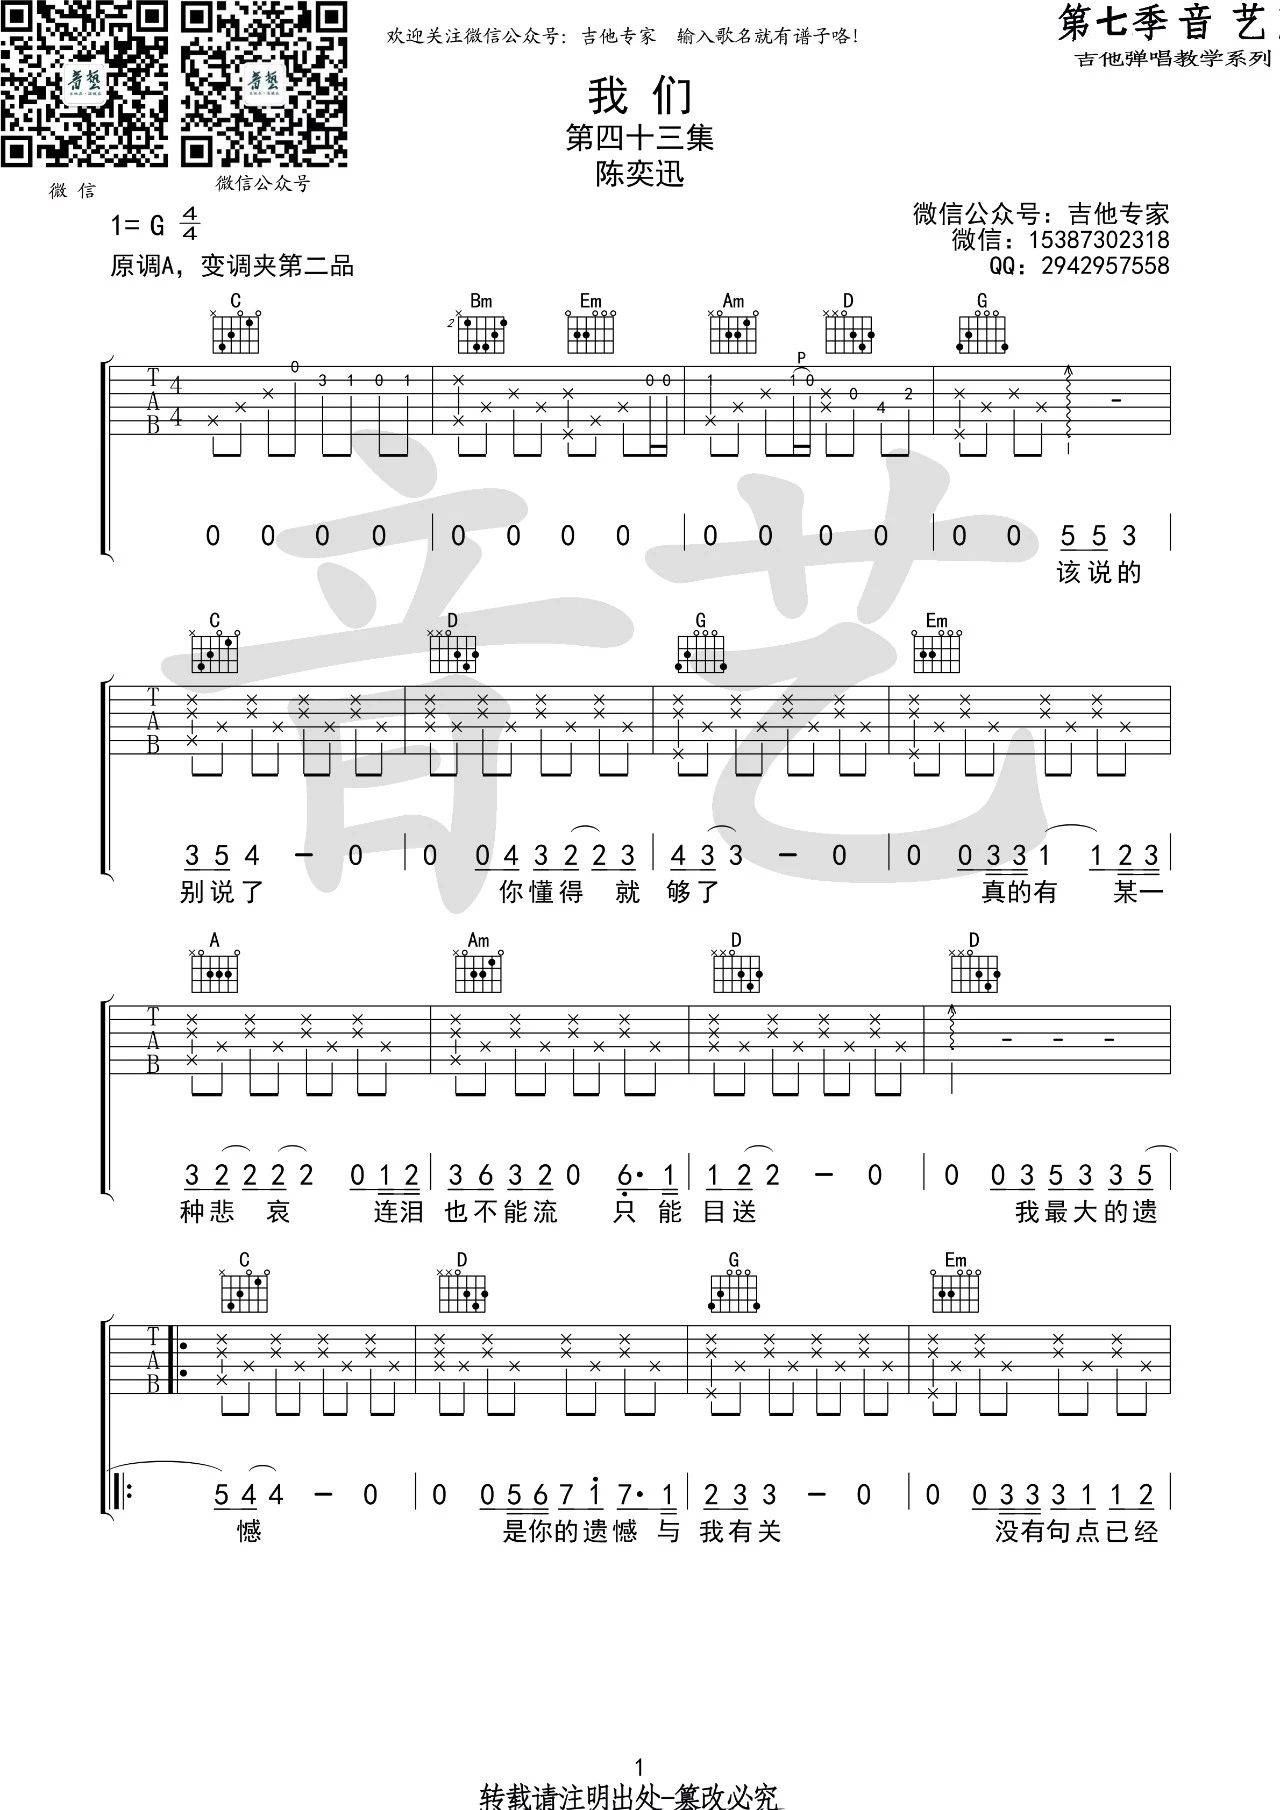 欢迎关注微信公众号：吉他专家　输入歌名就有谱子咯！
第七季音艺
吉他弹唱教学系列
音艺
微信
微信公众号
我们
第四十三集
陈奕迅
1=G 4/4
原调A，变调夹第二品
微信公众号：吉他专家
微信：15387302318
QQ：2942957558
C Bm Em Am D G
2
P
T A B 4 4 0 3 1 0 1 0 0 1 1 0 0 4 2 -
0 0 0 0 | 0 0 0 0 | 0 0 0 0 | 0 0 5 5 3 |
该说的
C D G Em
T A B
3 5 4 - 0 | 0 0 4 3 2 2 3 | 4 3 3 - 0 | 0 0 3 3 1 1 2 3 |
别说了 你懂得就够了 真的有某一
A Am D D
T A B - - -
3 2 2 2 2 0 1 2 | 3 6 3 2 0 6· 1 | 1 2 2 - 0 | 0 0 3 5 3 3 5 |
种悲哀 连泪也不能流 只能目送 我最大的遗
C D G Em
T A B
5 4 4 - 0 | 0 0 5 6 7 1 7· 1 | 2 3 3 - 0 | 0 0 3 3 3 1 1 2 |
憾 是你的遗憾与我有关 没有句点已经
音艺
1
转载请注明出处-篡改必究